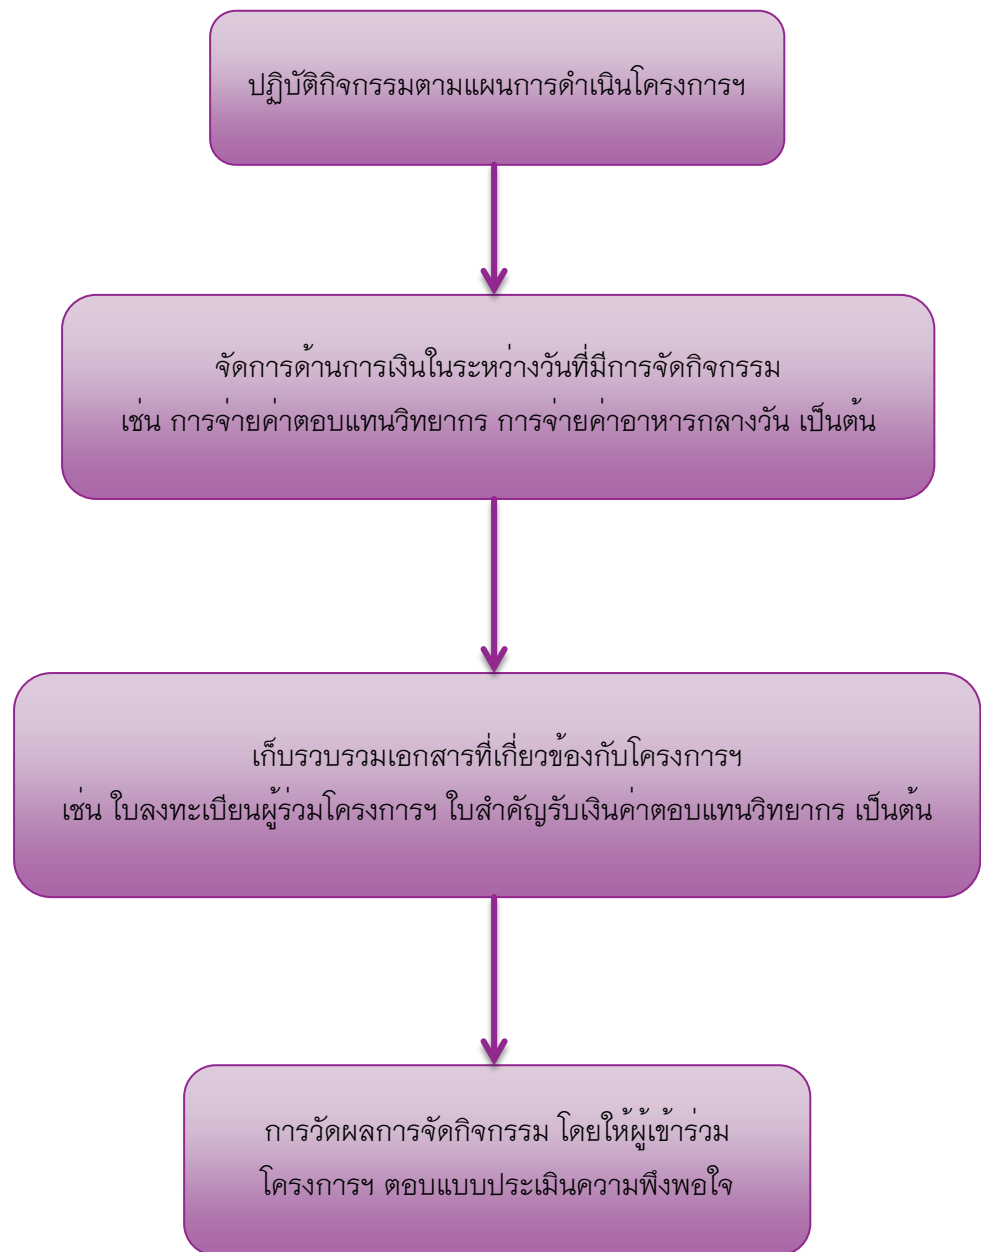 ปฏิบัติกิจกรรมตามแผนการดำเนินโครงการฯ
จัดการด้านการเงินในระหว่างวันที่มีการจัดกิจกรรม
เช่น การจ่ายค่าตอบแทนวิทยากร การจ่ายค่าอาหารกลางวัน เป็นต้น
เก็บรวบรวมเอกสารที่เกี่ยวข้องกับโครงการฯ
เช่น ใบลงทะเบียนผู้ร่วมโครงการฯ ใบสำคัญรับเงินค่าตอบแทนวิทยากร เป็นต้น
การวัดผลการจัดกิจกรรม โดยให้ผู้เข้าร่วม
โครงการฯ ตอบแบบประเมินความพึงพอใจ